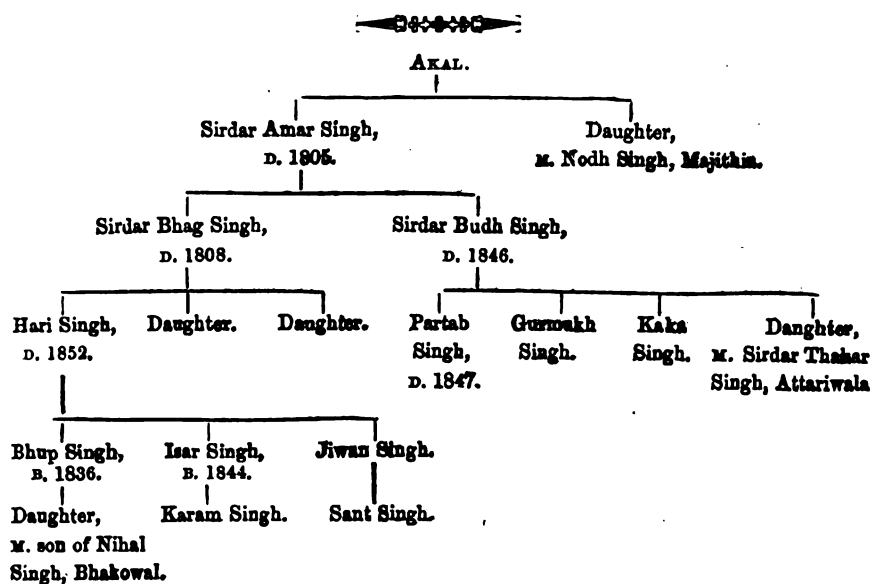 AKAL.
Sirdar Amar Singh, Daughter,
D. 1805. M. Nodh Singh, Majithia.
Sirdar Bhag Singh, Sirdar Budh Singh,
D. 1808. D. 1846.
Hari Singh, Daughter. Daughter. Partab Gurmukh Kaka Daughter,
D. 1852. Singh, Singh. Singh. M. Sirdar Thakar
D. 1847. Singh, Attariwala
Bhup Singh, Isar Singh, Jiwan Singh.
B. 1836. B. 1844.
Daughter, Karam Singh. Sant Singh.
M. son of Nihal
Singh, Bhakowal.